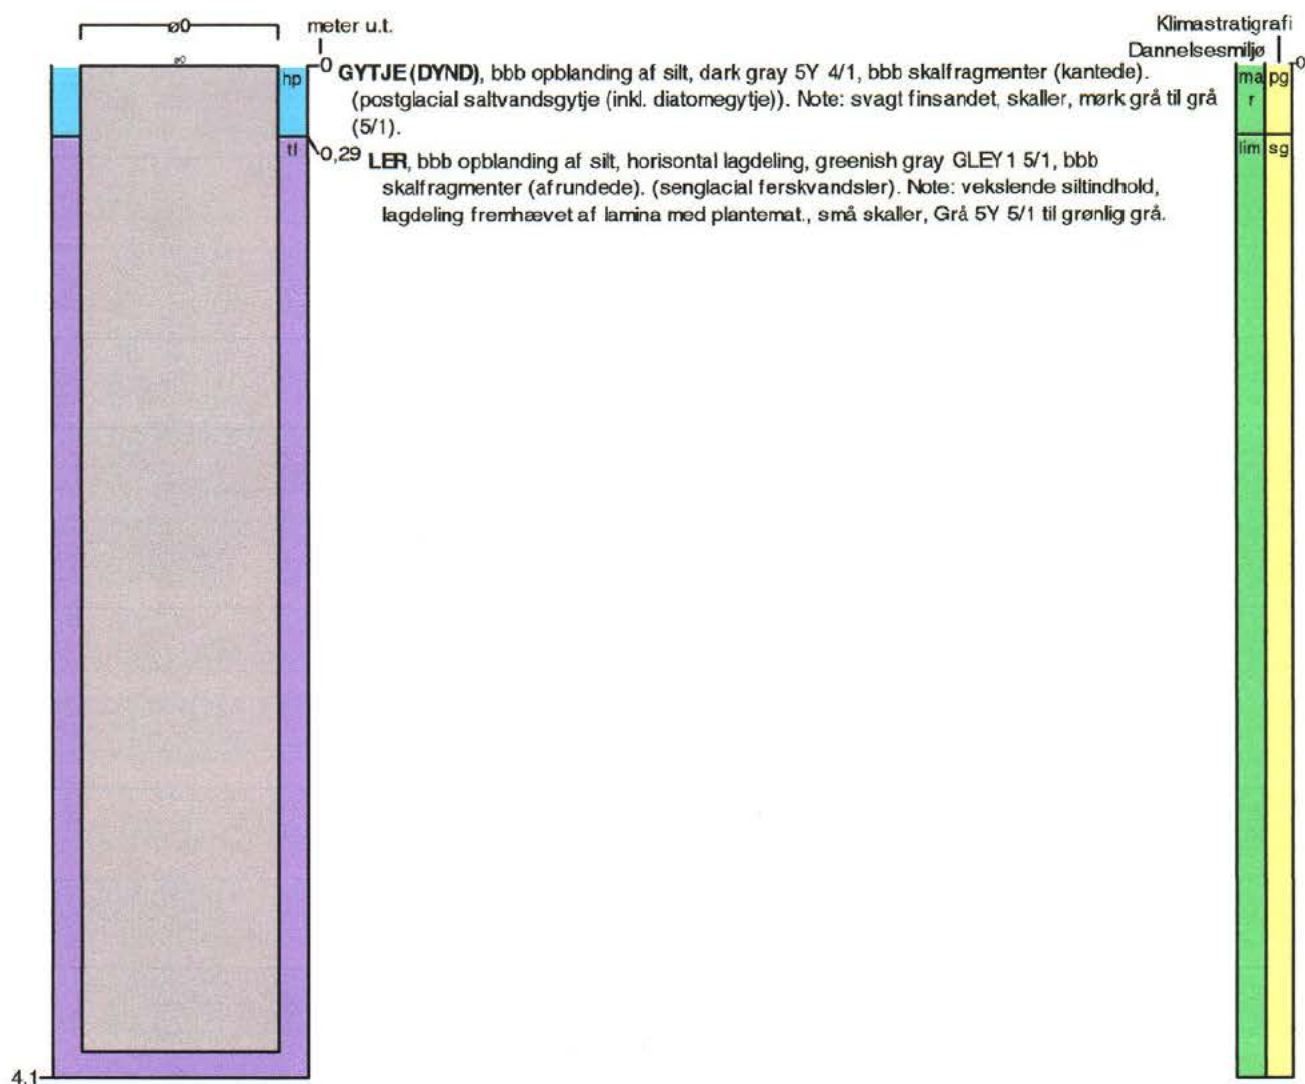 ø0
meter u.t.
Klimastratigrafi
Dannelsesmiljø
ø0
0
hp
GYTJE (DYND), bbb opblanding af silt, dark gray 5Y 4/1, bbb skalfragmenter (kantede).
(postglacial saltvandsgytje (inkl. diatomegytje)). Note: svagt finsandet, skaller, mørk grå til grå
(5/1).
0
ma
r
pg
tl
0,29
LER, bbb opblanding af silt, horisontal lagdeling, greenish gray GLEY1 5/1, bbb
skalfragmenter (afrundede). (senglacial ferskvandsler). Note: vekslende siltindhold,
lagdeling fremhævet af lamina med plantemat., små skaller, Grå 5Y 5/1 til grønlig grå.
lim
sg
4.1